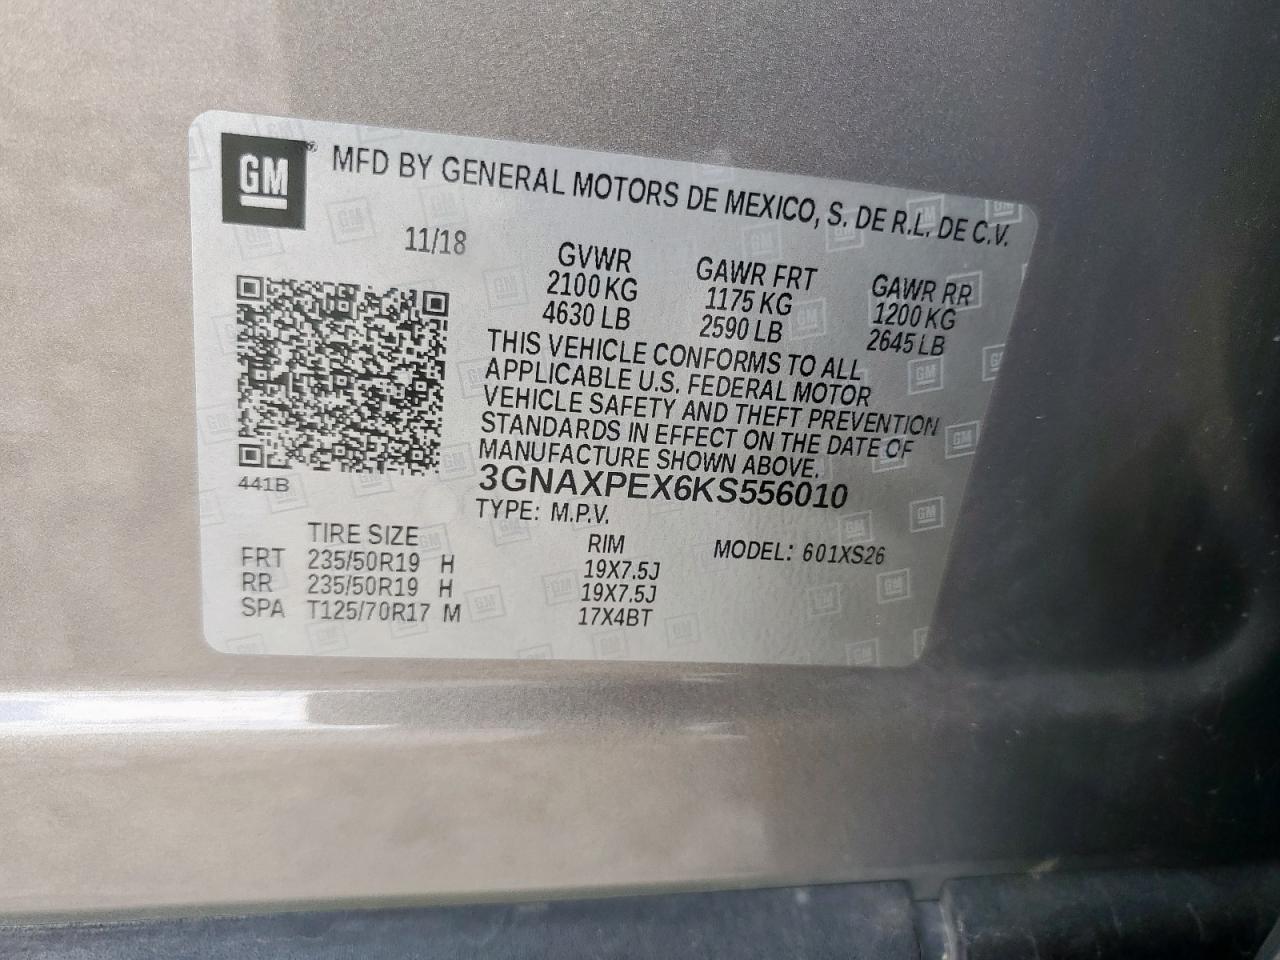 GM
MFD BY GENERAL MOTORS DE MEXICO, S. DE R.L. DE C.V.
11/18
GVWR GAWR FRT GAWR RR
2100 KG 1175 KG 1200 KG
4630 LB 2590 LB 2645 LB
THIS VEHICLE CONFORMS TO ALL
APPLICABLE U.S. FEDERAL MOTOR
VEHICLE SAFETY AND THEFT PREVENTION
STANDARDS IN EFFECT ON THE DATE OF
MANUFACTURE SHOWN ABOVE.
3GNAXPEX6KS556010
441B
TYPE: M.P.V.
TIRE SIZE RIM MODEL: 601XS26
FRT 235/50R19 H 19X7.5J
RR 235/50R19 H 19X7.5J
SPA T125/70R17 M 17X4BT